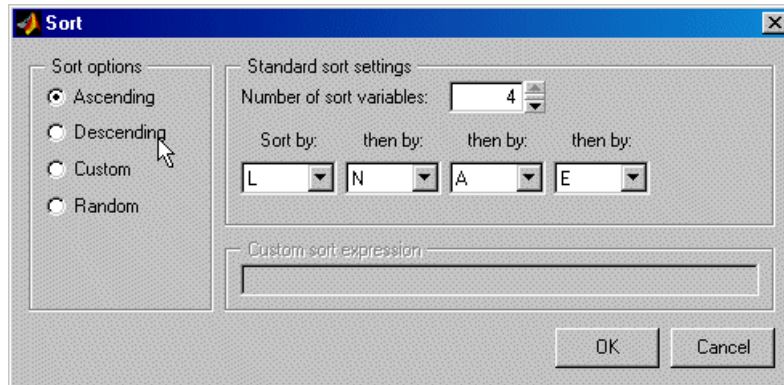 Sort
Sort options
Ascending
Descending
Custom
Random
Standard sort settings
Number of sort variables: 4
Sort by: then by: then by: then by:
L N A E
Custom sort expression
OK Cancel